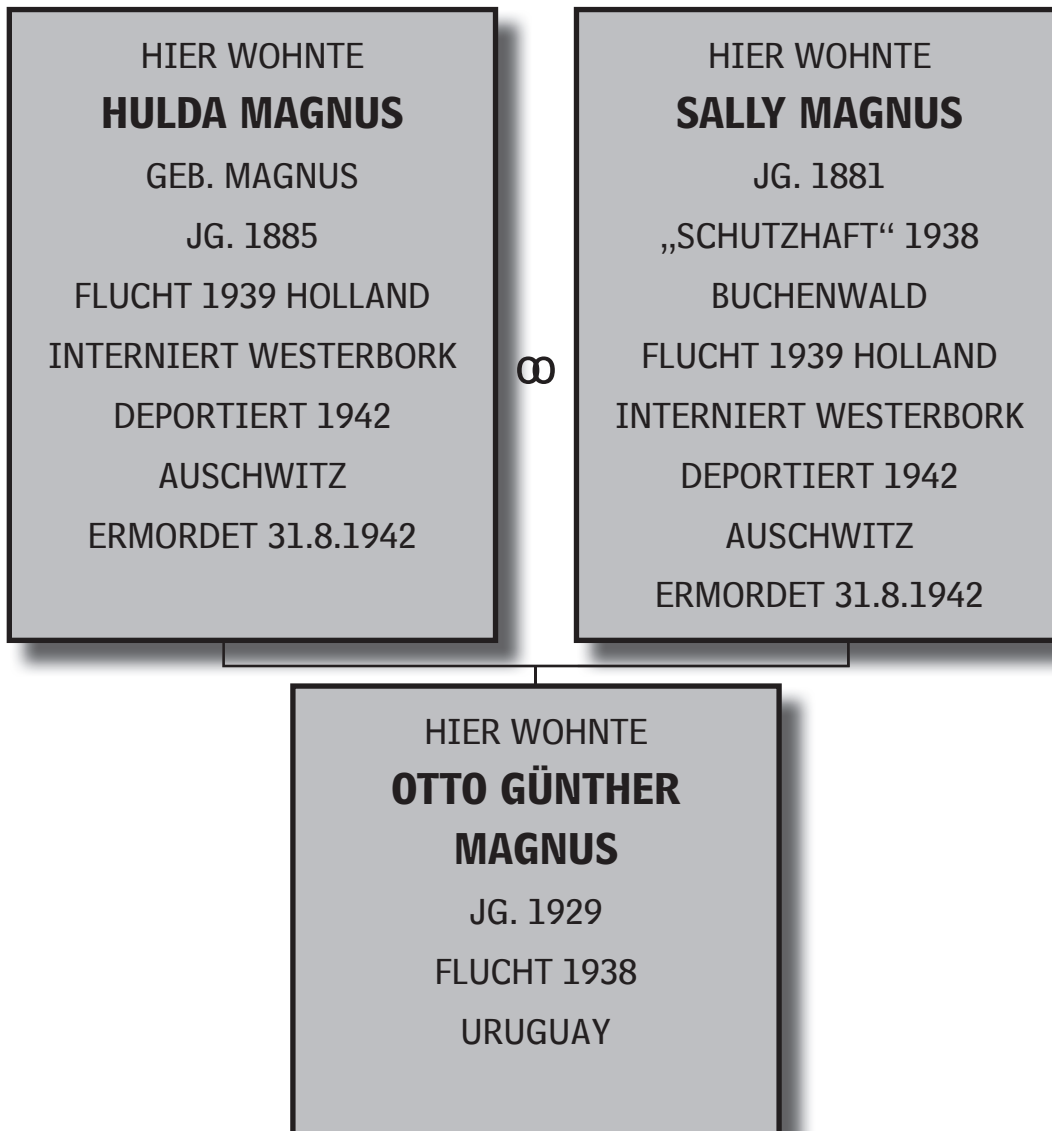 HIER WOHNTE
HULDA MAGNUS
GEB. MAGNUS
JG. 1885
FLUCHT 1939 HOLLAND
INTERNIERT WESTERBORK
DEPORTIERT 1942
AUSCHWITZ
ERMORDET 31.8.1942
HIER WOHNTE
SALLY MAGNUS
JG. 1881
„SCHUTZHAFT“ 1938
BUCHENWALD
FLUCHT 1939 HOLLAND
INTERNIERT WESTERBORK
DEPORTIERT 1942
AUSCHWITZ
ERMORDET 31.8.1942
HIER WOHNTE
OTTO GÜNTHER
MAGNUS
JG. 1929
FLUCHT 1938
URUGUAY